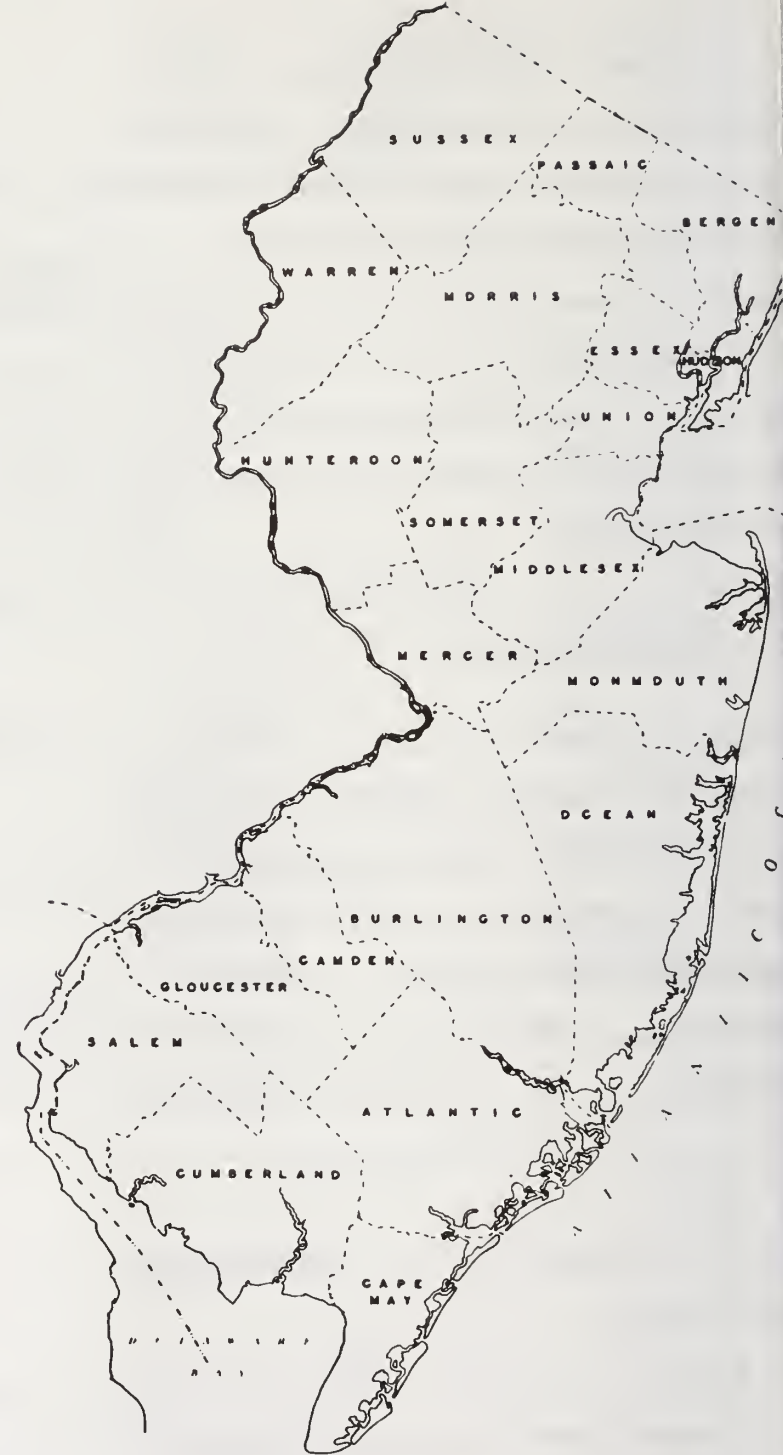 SUSSEX
PASSAIC
BERGEN
WARREN
MORRIS
ESSEX
HUDSON
UNION
HUNTERDON
SOMERSET
MIDDLESEX
MERCER
MONMOUTH
OCEAN
BURLINGTON
CAMDEN
GLOUCESTER
SALEM
ATLANTIC
CUMBERLAND
CAPE
MAY